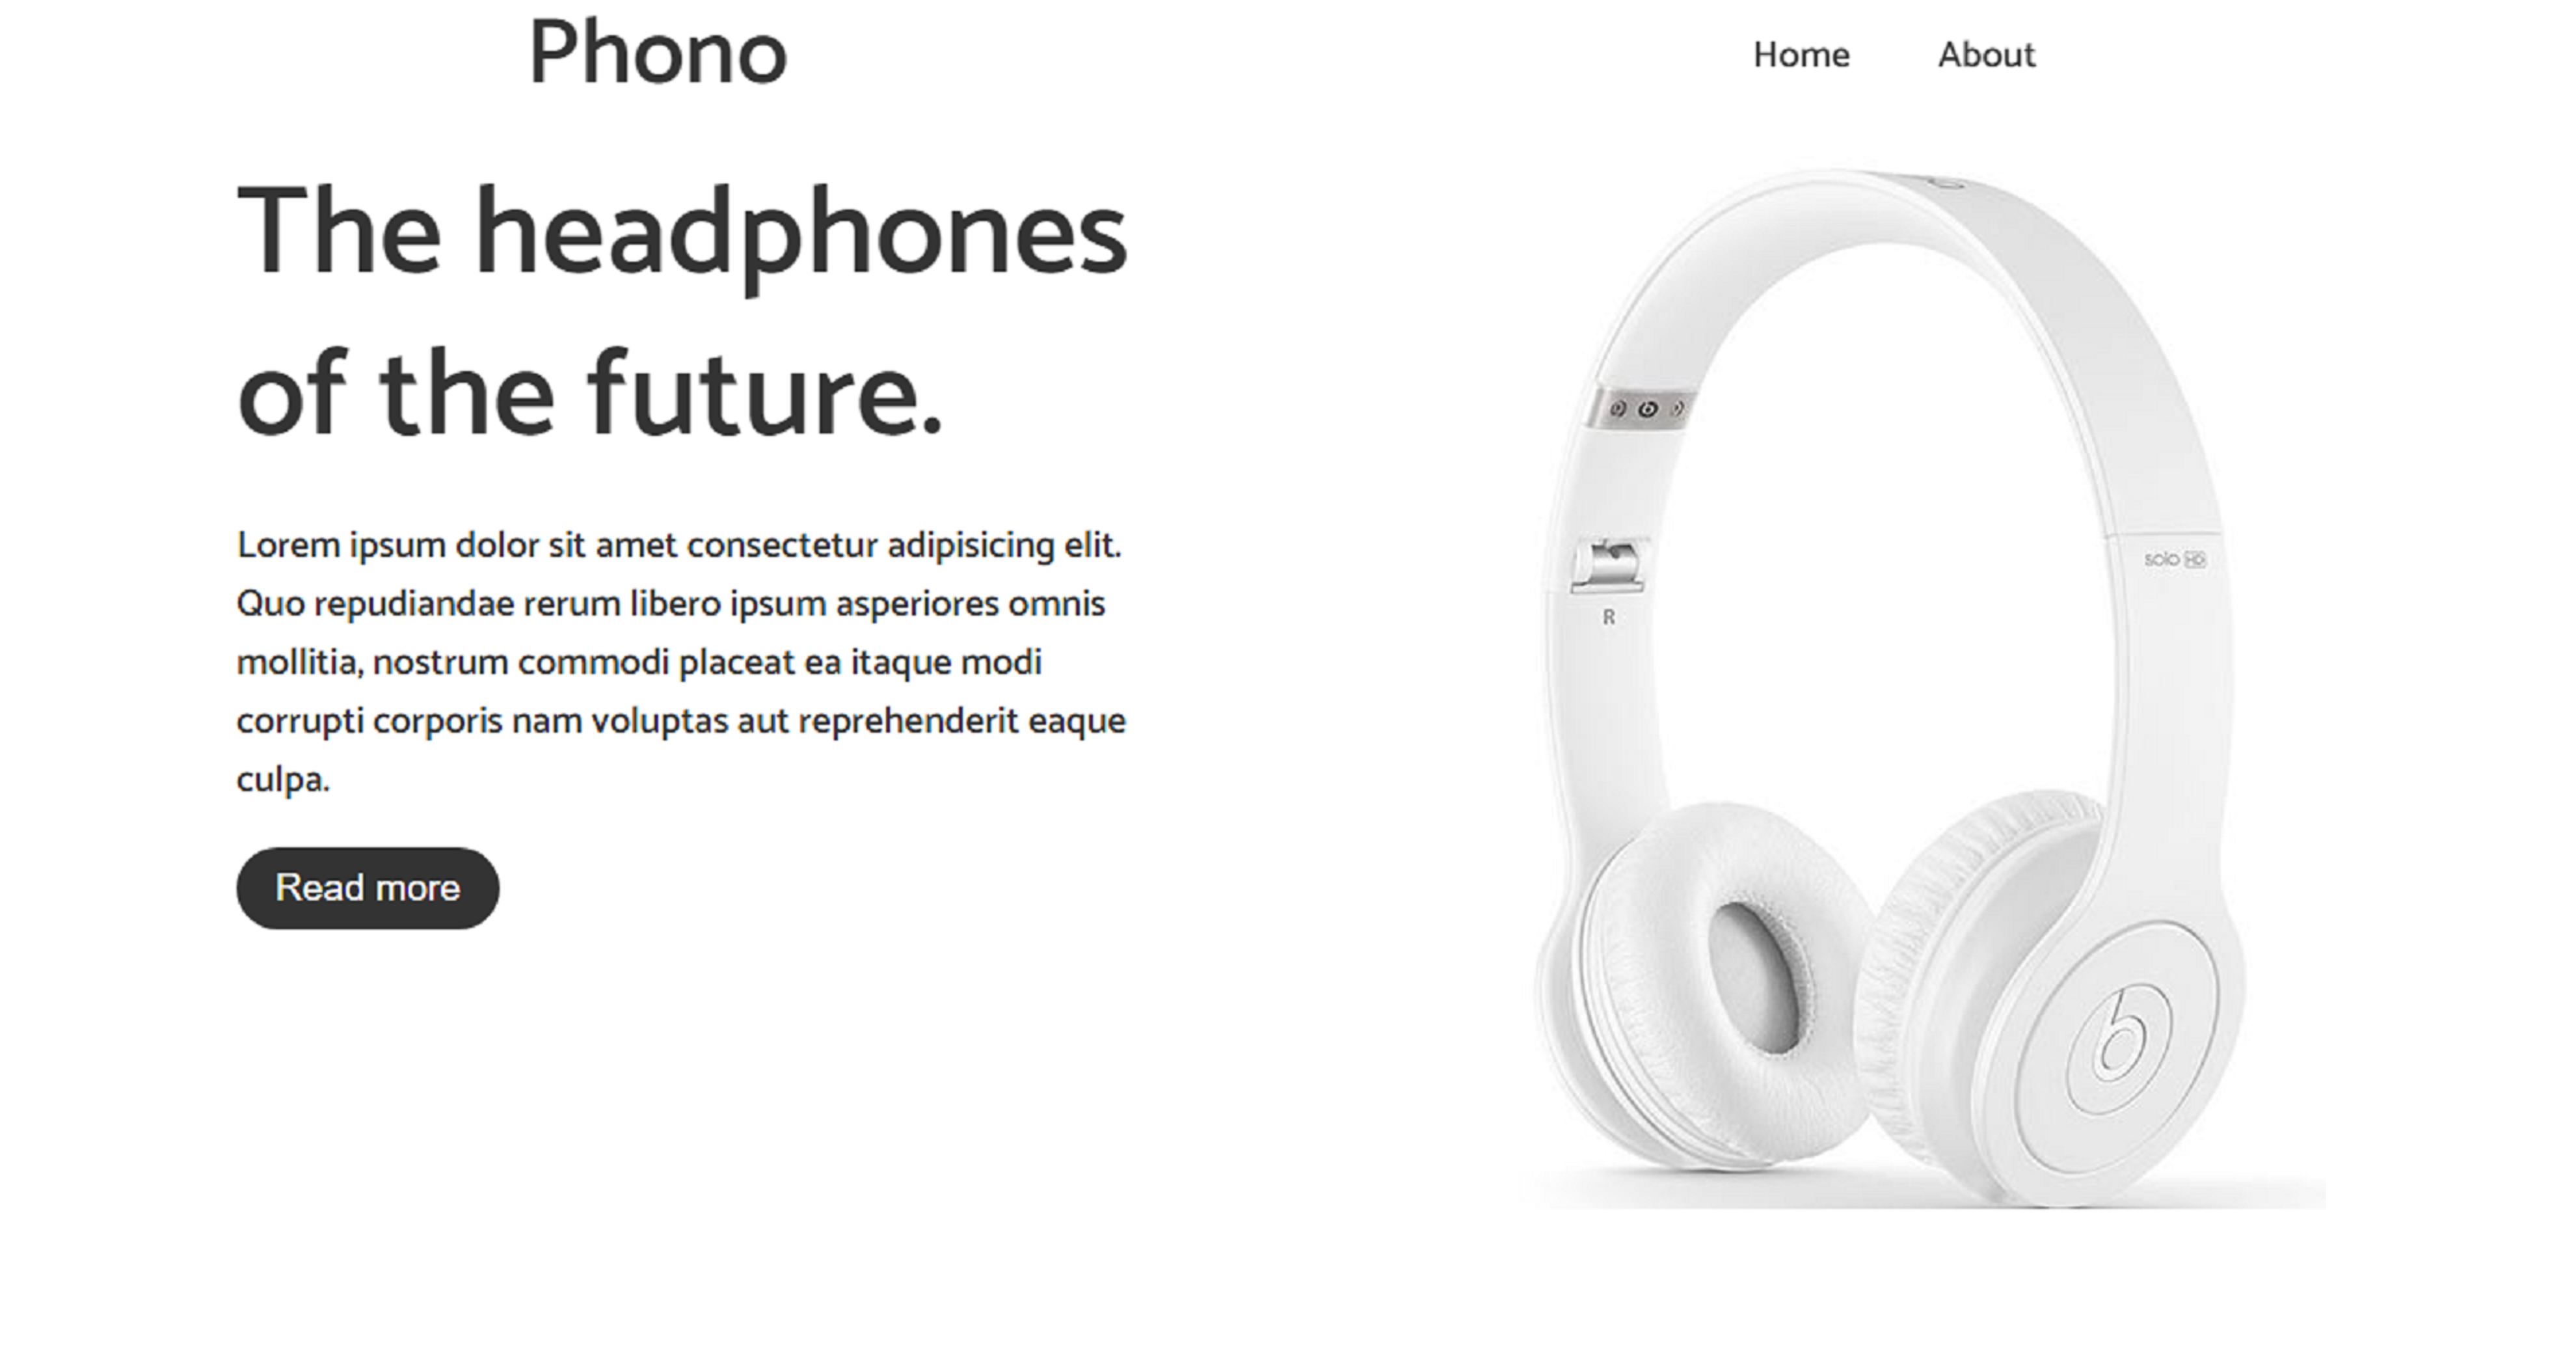 Phono
Home About
The headphones
of the future.
Lorem ipsum dolor sit amet consectetur adipisicing elit.
Quo repudiandae rerum libero ipsum asperiores omnis
mollitia, nostrum commodi placeat ea itaque modi
corrupti corporis nam voluptas aut reprehenderit eaque
culpa.
Read more
solo HD
R
b